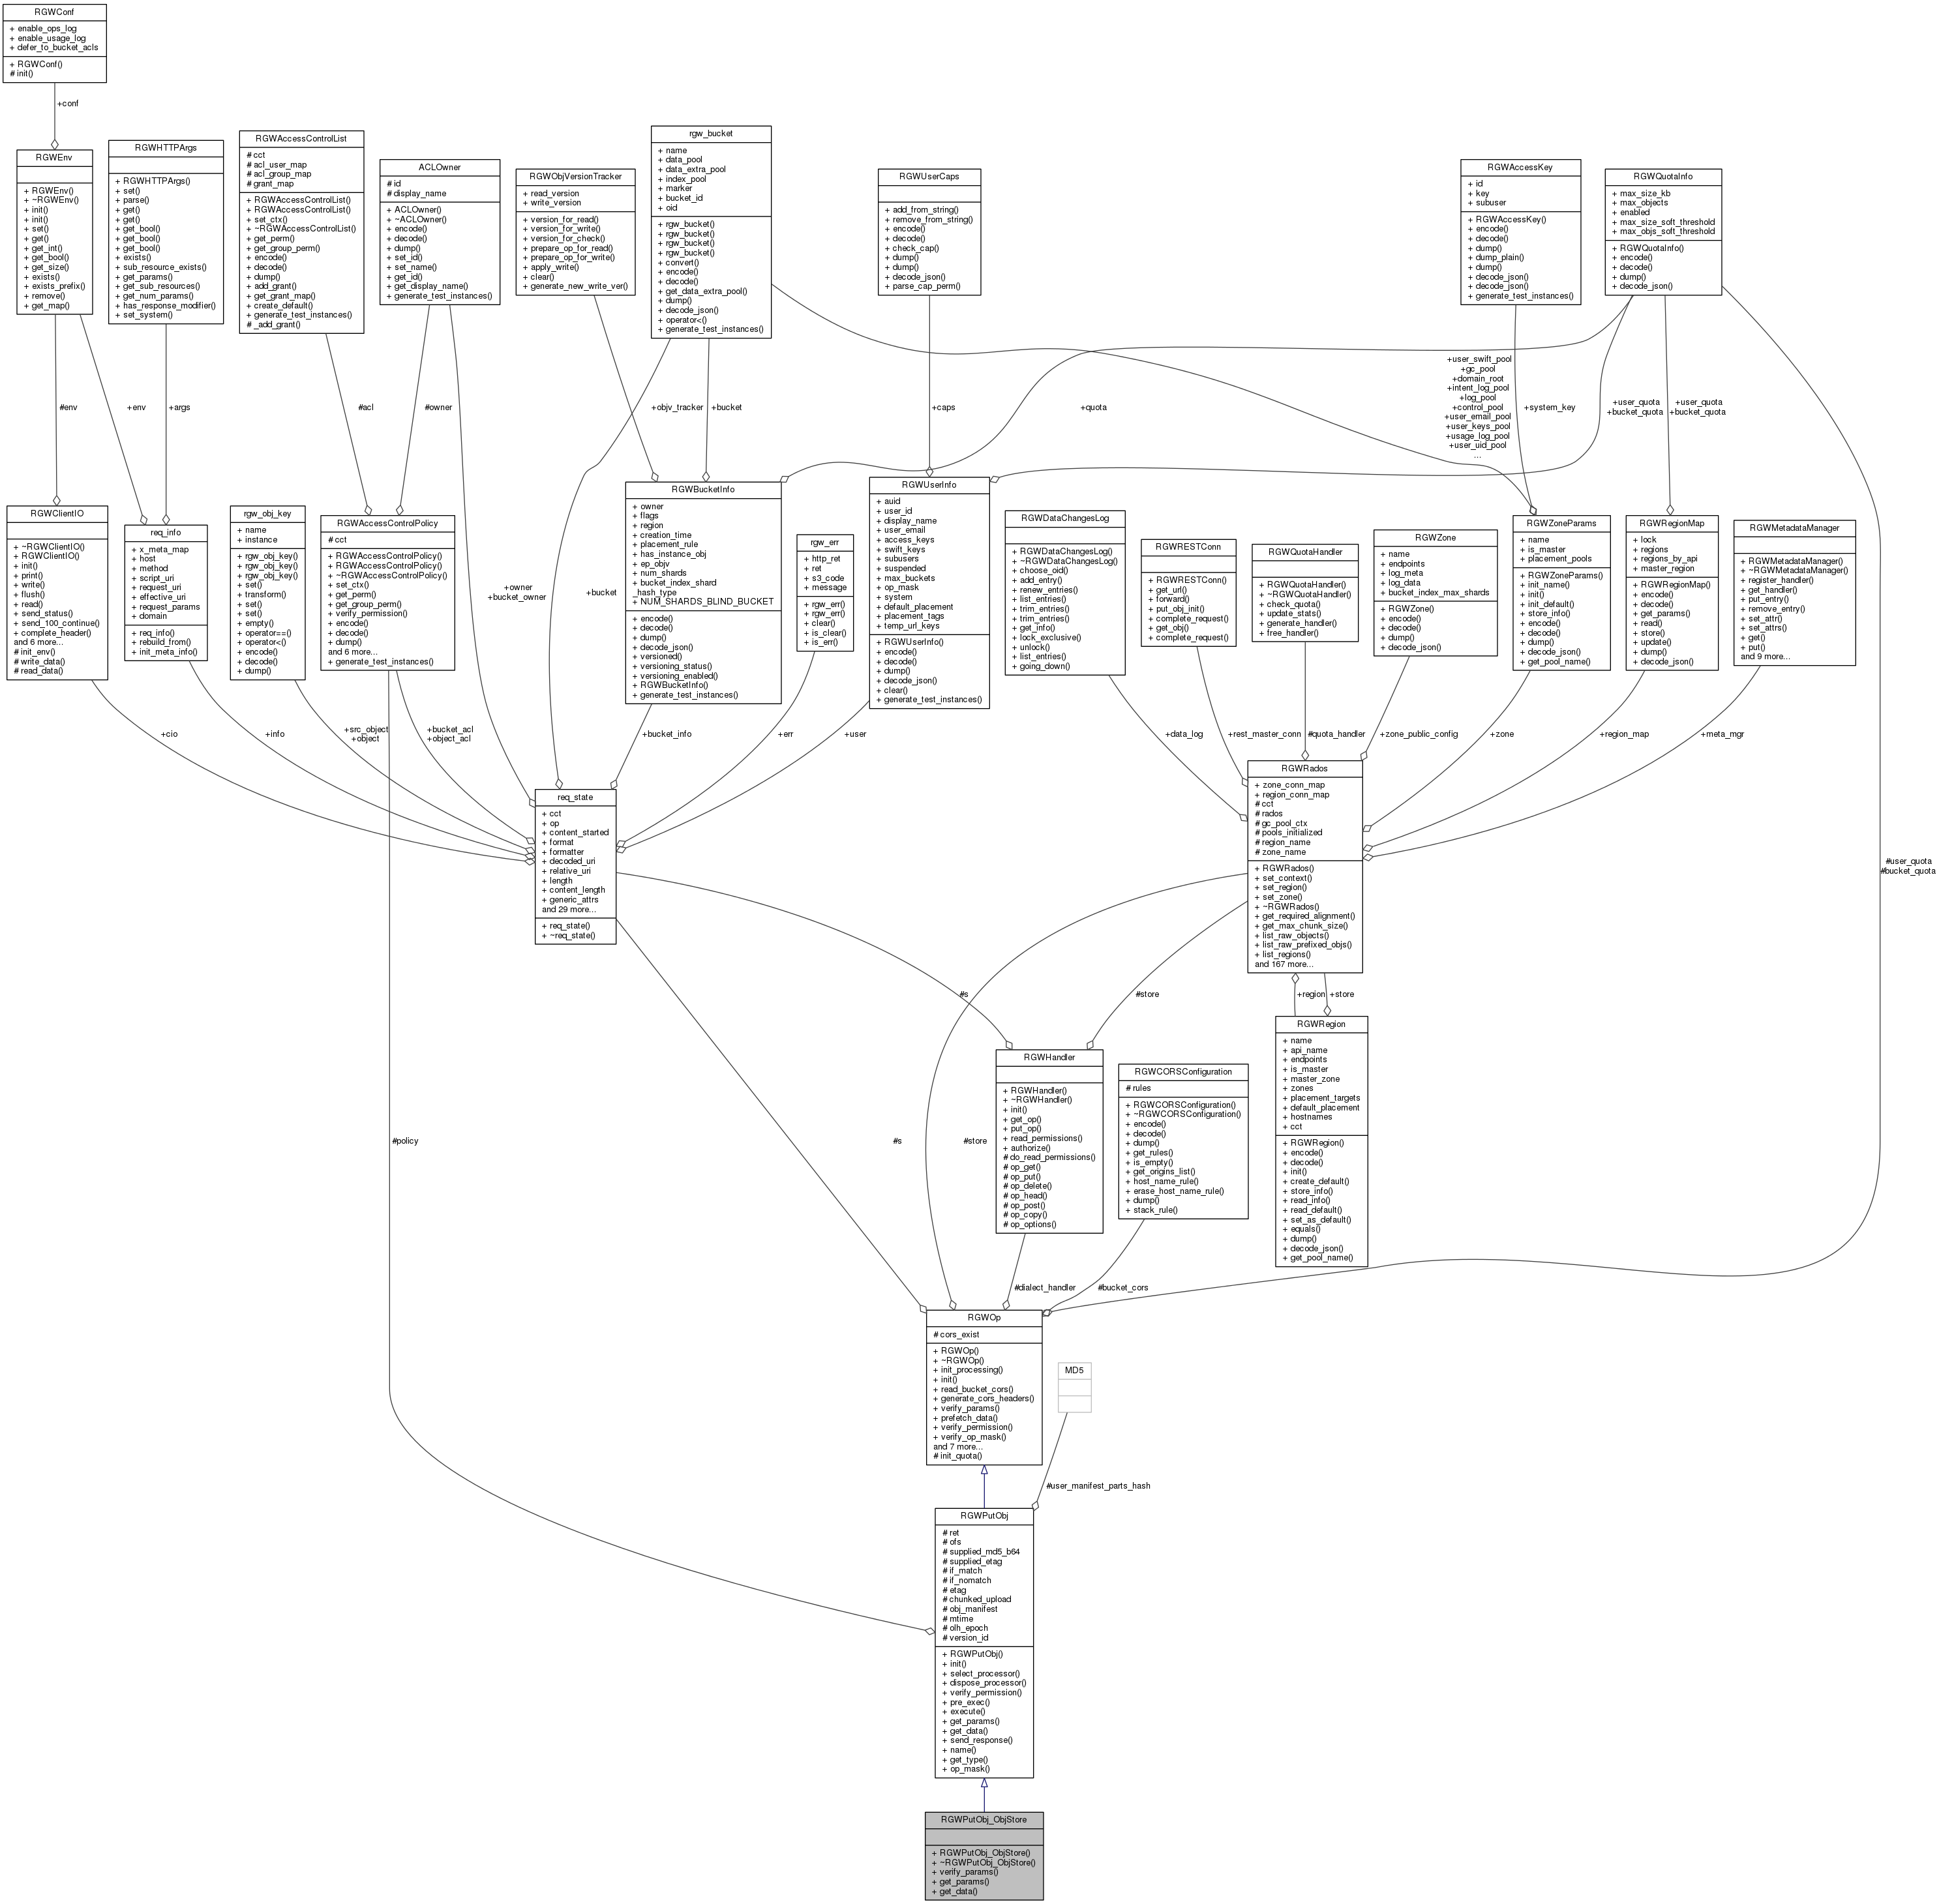 RGWConf
+ enable_ops_log
+ enable_usage_log
+ defer_to_bucket_acls
+ RGWConf()
# init()
+conf
RGWEnv
+ RGWEnv()
+ ~RGWEnv()
+ init()
+ init()
+ set()
+ get()
+ get_int()
+ get_bool()
+ get_size()
+ exists()
+ exists_prefix()
+ remove()
+ get_map()
RGWHTTPArgs
+ RGWHTTPArgs()
+ set()
+ parse()
+ get()
+ get()
+ get_bool()
+ get_bool()
+ get_bool()
+ exists()
+ sub_resource_exists()
+ get_params()
+ get_sub_resources()
+ get_num_params()
+ has_response_modifier()
+ set_system()
RGWAccessControlList
# cct
# acl_user_map
# acl_group_map
# grant_map
+ RGWAccessControlList()
+ RGWAccessControlList()
+ set_ctx()
+ ~RGWAccessControlList()
+ get_perm()
+ get_group_perm()
+ encode()
+ decode()
+ dump()
+ add_grant()
+ get_grant_map()
+ create_default()
+ generate_test_instances()
# _add_grant()
ACLOwner
# id
# display_name
+ ACLOwner()
+ ~ACLOwner()
+ encode()
+ decode()
+ dump()
+ set_id()
+ set_name()
+ get_id()
+ get_display_name()
+ generate_test_instances()
RGWObjVersionTracker
+ read_version
+ write_version
+ version_for_read()
+ version_for_write()
+ version_for_check()
+ prepare_op_for_read()
+ prepare_op_for_write()
+ apply_write()
+ clear()
+ generate_new_write_ver()
rgw_bucket
+ name
+ data_pool
+ data_extra_pool
+ index_pool
+ marker
+ bucket_id
+ oid
+ rgw_bucket()
+ rgw_bucket()
+ rgw_bucket()
+ rgw_bucket()
+ convert()
+ encode()
+ decode()
+ get_data_extra_pool()
+ dump()
+ decode_json()
+ operator<()
+ generate_test_instances()
RGWUserCaps
+ add_from_string()
+ remove_from_string()
+ encode()
+ decode()
+ check_cap()
+ dump()
+ dump()
+ decode_json()
+ parse_cap_perm()
RGWAccessKey
+ id
+ key
+ subuser
+ RGWAccessKey()
+ encode()
+ decode()
+ dump()
+ dump_plain()
+ dump()
+ decode_json()
+ decode_json()
+ generate_test_instances()
RGWQuotaInfo
+ max_size_kb
+ max_objects
+ enabled
+ max_size_soft_threshold
+ max_objs_soft_threshold
+ RGWQuotaInfo()
+ encode()
+ decode()
+ dump()
+ decode_json()
#env
+env
+args
#acl
#owner
+objv_tracker
+bucket
+caps
+quota
+user_swift_pool
+gc_pool
+domain_root
+intent_log_pool
+log_pool
+control_pool
+user_email_pool
+user_keys_pool
+usage_log_pool
+user_uid_pool
...
+system_key
+user_quota
+bucket_quota
+user_quota
+bucket_quota
RGWClientIO
+ ~RGWClientIO()
+ RGWClientIO()
+ init()
+ print()
+ write()
+ flush()
+ read()
+ send_status()
+ send_100_continue()
+ complete_header()
and 6 more...
# init_env()
# write_data()
# read_data()
req_info
+ x_meta_map
+ host
+ method
+ script_uri
+ request_uri
+ effective_uri
+ request_params
+ domain
+ req_info()
+ rebuild_from()
+ init_meta_info()
rgw_obj_key
+ name
+ instance
+ rgw_obj_key()
+ rgw_obj_key()
+ rgw_obj_key()
+ set()
+ transform()
+ set()
+ set()
+ empty()
+ operator==()
+ operator<()
+ encode()
+ decode()
+ dump()
RGWAccessControlPolicy
# cct
+ RGWAccessControlPolicy()
+ RGWAccessControlPolicy()
+ ~RGWAccessControlPolicy()
+ set_ctx()
+ get_perm()
+ get_group_perm()
+ verify_permission()
+ encode()
+ decode()
+ dump()
and 6 more...
+ generate_test_instances()
+owner
+bucket_owner
+bucket
RGWBucketInfo
+ owner
+ flags
+ region
+ creation_time
+ placement_rule
+ has_instance_obj
+ ep_objv
+ num_shards
+ bucket_index_shard
_hash_type
+ NUM_SHARDS_BLIND_BUCKET
+ encode()
+ decode()
+ dump()
+ decode_json()
+ versioned()
+ versioning_status()
+ versioning_enabled()
+ RGWBucketInfo()
+ generate_test_instances()
rgw_err
+ http_ret
+ ret
+ s3_code
+ message
+ rgw_err()
+ rgw_err()
+ clear()
+ is_clear()
+ is_err()
RGWUserInfo
+ auid
+ user_id
+ display_name
+ user_email
+ access_keys
+ swift_keys
+ subusers
+ suspended
+ max_buckets
+ op_mask
+ system
+ default_placement
+ placement_tags
+ temp_url_keys
+ RGWUserInfo()
+ encode()
+ decode()
+ dump()
+ decode_json()
+ clear()
+ generate_test_instances()
RGWDataChangesLog
+ RGWDataChangesLog()
+ ~RGWDataChangesLog()
+ choose_oid()
+ add_entry()
+ renew_entries()
+ list_entries()
+ trim_entries()
+ trim_entries()
+ get_info()
+ lock_exclusive()
+ unlock()
+ list_entries()
+ going_down()
RGWRESTConn
+ RGWRESTConn()
+ get_url()
+ forward()
+ put_obj_init()
+ complete_request()
+ get_obj()
+ complete_request()
RGWQuotaHandler
+ RGWQuotaHandler()
+ ~RGWQuotaHandler()
+ check_quota()
+ update_stats()
+ generate_handler()
+ free_handler()
RGWZone
+ name
+ endpoints
+ log_meta
+ log_data
+ bucket_index_max_shards
+ RGWZone()
+ encode()
+ decode()
+ dump()
+ decode_json()
RGWZoneParams
+ name
+ is_master
+ placement_pools
+ RGWZoneParams()
+ init_name()
+ init()
+ init_default()
+ store_info()
+ encode()
+ decode()
+ dump()
+ decode_json()
+ get_pool_name()
RGWRegionMap
+ lock
+ regions
+ regions_by_api
+ master_region
+ RGWRegionMap()
+ encode()
+ decode()
+ get_params()
+ read()
+ store()
+ update()
+ dump()
+ decode_json()
RGWMetadataManager
+ RGWMetadataManager()
+ ~RGWMetadataManager()
+ register_handler()
+ get_handler()
+ put_entry()
+ remove_entry()
+ set_attr()
+ set_attrs()
+ get()
+ put()
and 9 more...
+cio
+info
+src_object
+object
+bucket_acl
+object_acl
+bucket_info
+err
+user
+data_log
+rest_master_conn
#quota_handler
+zone_public_config
+zone
+region_map
+meta_mgr
req_state
+ cct
+ op
+ content_started
+ format
+ formatter
+ decoded_uri
+ relative_uri
+ length
+ content_length
+ generic_attrs
and 29 more...
+ req_state()
+ ~req_state()
RGWRados
+ zone_conn_map
+ region_conn_map
# cct
# rados
# gc_pool_ctx
# pools_initialized
# region_name
# zone_name
+ RGWRados()
+ set_context()
+ set_region()
+ set_zone()
+ ~RGWRados()
+ get_required_alignment()
+ get_max_chunk_size()
+ list_raw_objects()
+ list_raw_prefixed_objs()
+ list_regions()
and 167 more...
#user_quota
#bucket_quota
#s
#store
+region
+store
RGWRegion
+ name
+ api_name
+ endpoints
+ is_master
+ master_zone
+ zones
+ placement_targets
+ default_placement
+ hostnames
+ cct
+ RGWRegion()
+ encode()
+ decode()
+ init()
+ create_default()
+ store_info()
+ read_info()
+ read_default()
+ set_as_default()
+ equals()
+ dump()
+ decode_json()
+ get_pool_name()
RGWHandler
+ RGWHandler()
+ ~RGWHandler()
+ init()
+ get_op()
+ put_op()
+ read_permissions()
+ authorize()
# do_read_permissions()
# op_get()
# op_put()
# op_delete()
# op_head()
# op_post()
# op_copy()
# op_options()
RGWCORSConfiguration
# rules
+ RGWCORSConfiguration()
+ ~RGWCORSConfiguration()
+ encode()
+ decode()
+ dump()
+ get_rules()
+ is_empty()
+ get_origins_list()
+ host_name_rule()
+ erase_host_name_rule()
+ dump()
+ stack_rule()
#policy
#s
#store
#dialect_handler
#bucket_cors
RGWOp
# cors_exist
+ RGWOp()
+ ~RGWOp()
+ init_processing()
+ init()
+ read_bucket_cors()
+ generate_cors_headers()
+ verify_params()
+ prefetch_data()
+ verify_permission()
+ verify_op_mask()
and 7 more...
# init_quota()
MD5
#user_manifest_parts_hash
RGWPutObj
# ret
# ofs
# supplied_md5_b64
# supplied_etag
# if_match
# if_nomatch
# etag
# chunked_upload
# obj_manifest
# mtime
# olh_epoch
# version_id
+ RGWPutObj()
+ init()
+ select_processor()
+ dispose_processor()
+ verify_permission()
+ pre_exec()
+ execute()
+ get_params()
+ get_data()
+ send_response()
+ name()
+ get_type()
+ op_mask()
RGWPutObj_ObjStore
+ RGWPutObj_ObjStore()
+ ~RGWPutObj_ObjStore()
+ verify_params()
+ get_params()
+ get_data()